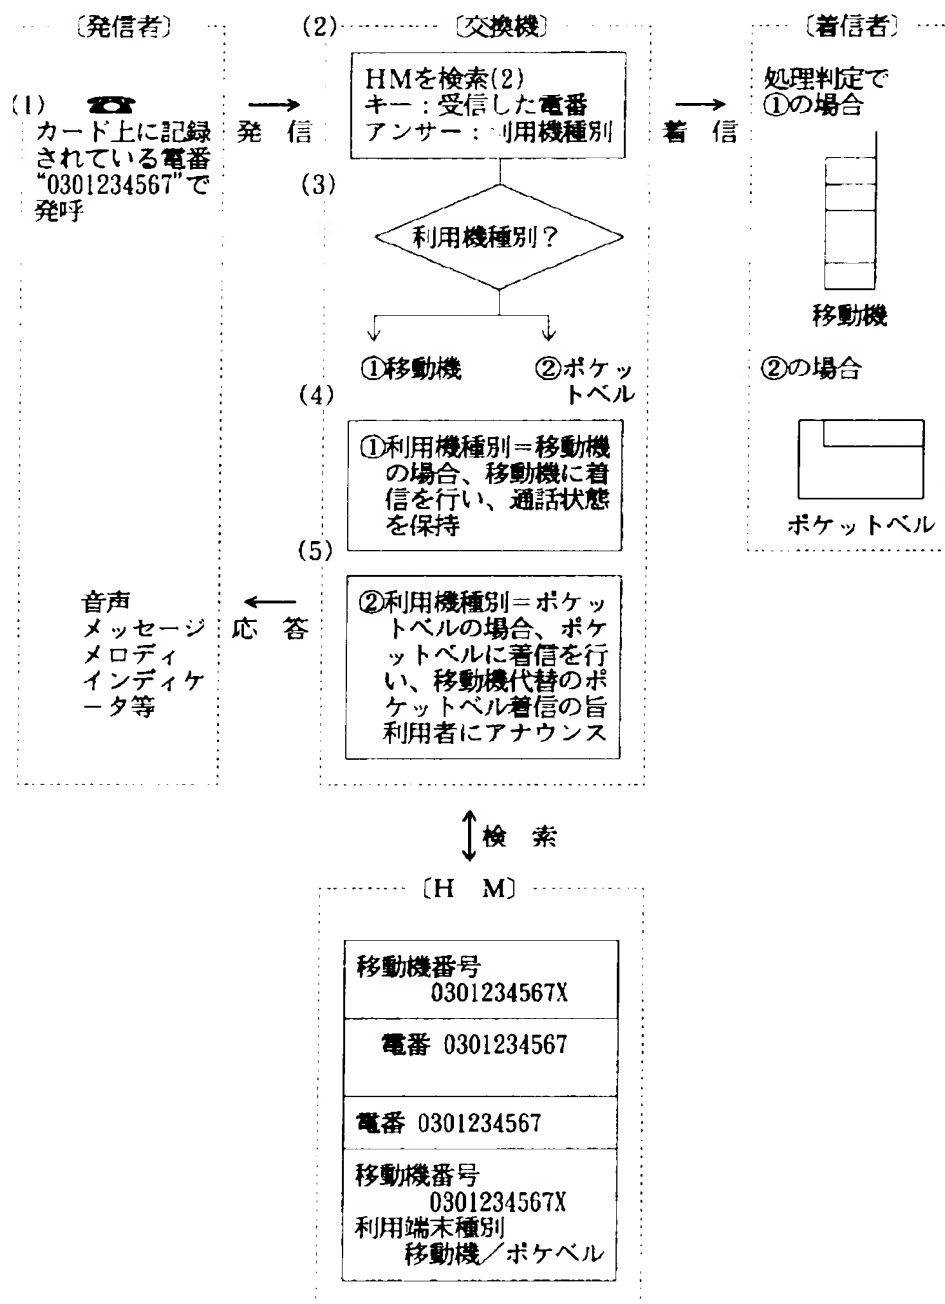 〔発信者〕
(1)
カード上に記録
されている電番
“0301234567”で
発呼
発 信
(2)
〔交換機〕
HMを検索(2)
キー：受信した電番
アンサー：利用機種別
(3)
利用機種別？
①移動機
②ポケッ
トベル
(4)
①利用機種別＝移動機
の場合、移動機に着
信を行い、通話状態
を保持
(5)
②利用機種別＝ポケッ
トベルの場合、ポケ
ットベルに着信を行
い、移動機代替のポ
ケットベル着信の旨
利用者にアナウンス
応 答
音声
メッセージ
メロディ
インディケ
ータ等
着 信
〔着信者〕
処理判定で
①の場合
移動機
②の場合
ポケットベル
検 索
〔H M〕
移動機番号
0301234567X
電番 0301234567
電番 0301234567
移動機番号
0301234567X
利用端末種別
移動機／ポケベル